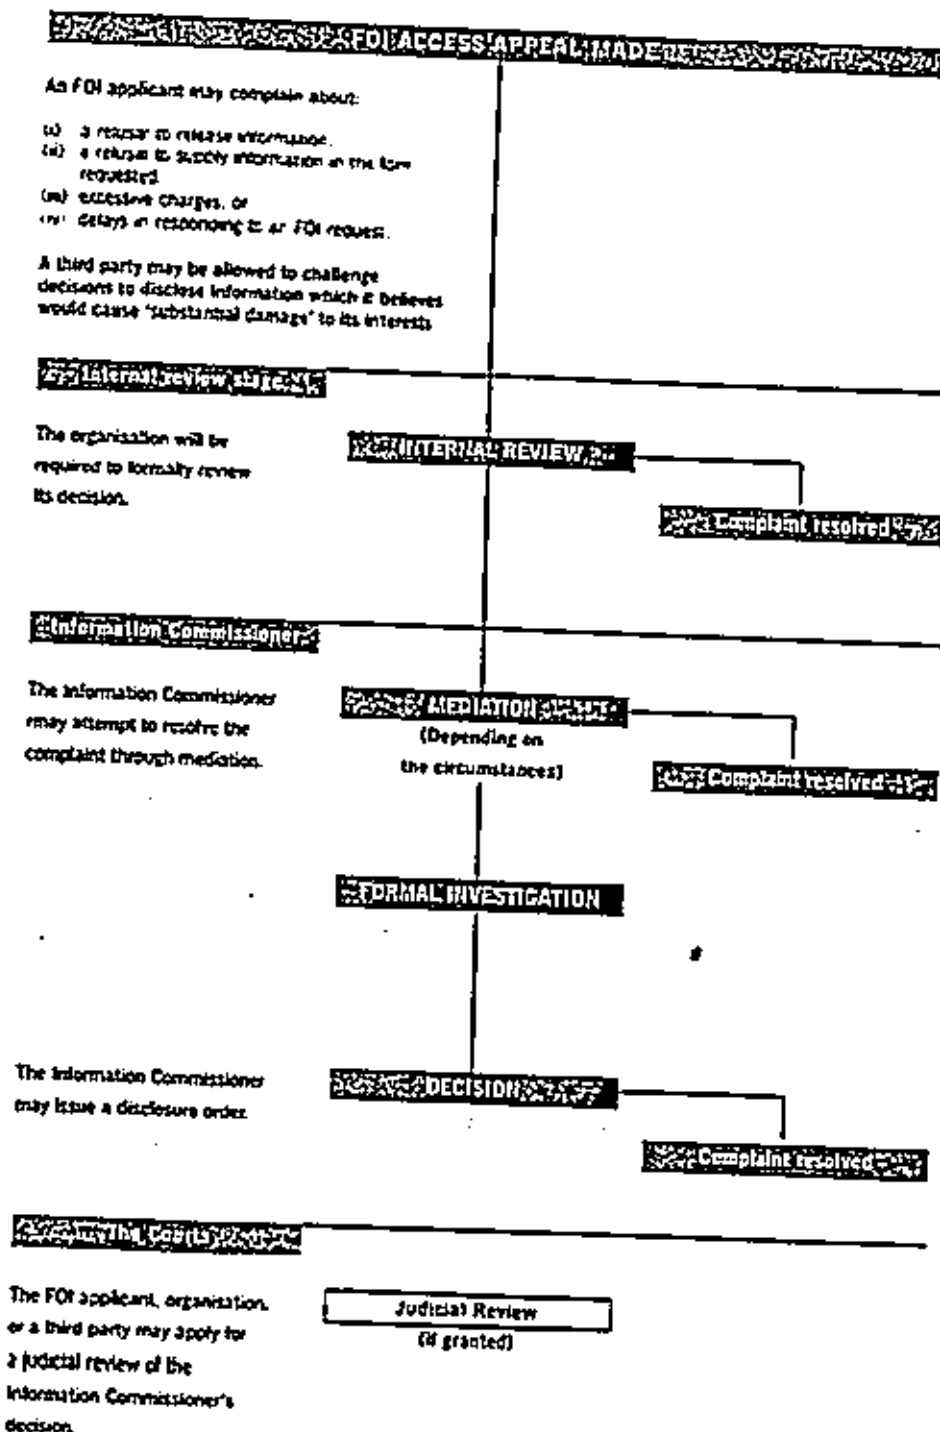 FOI ACCESS APPEAL MADE
An FOI applicant may complain about:
(i) a refusal to release information,
(ii) a refusal to supply information in the form
requested
(iii) excessive charges, or
(iv) delays in responding to an FOI request.
A third party may be allowed to challenge
decisions to disclose information which it believes
would cause "substantial damage" to its interests
Internal review stage
The organisation will be
required to formally review
its decision.
INTERNAL REVIEW
Complaint resolved
Information Commissioner
The Information Commissioner
may attempt to resolve the
complaint through mediation.
MEDIATION
(Depending on
the circumstances)
Complaint resolved
FORMAL INVESTIGATION
The Information Commissioner
may issue a disclosure order.
DECISION
Complaint resolved
The Courts
The FOI applicant, organisation,
or a third party may apply for
a judicial review of the
Information Commissioner's
decision.
Judicial Review
(if granted)